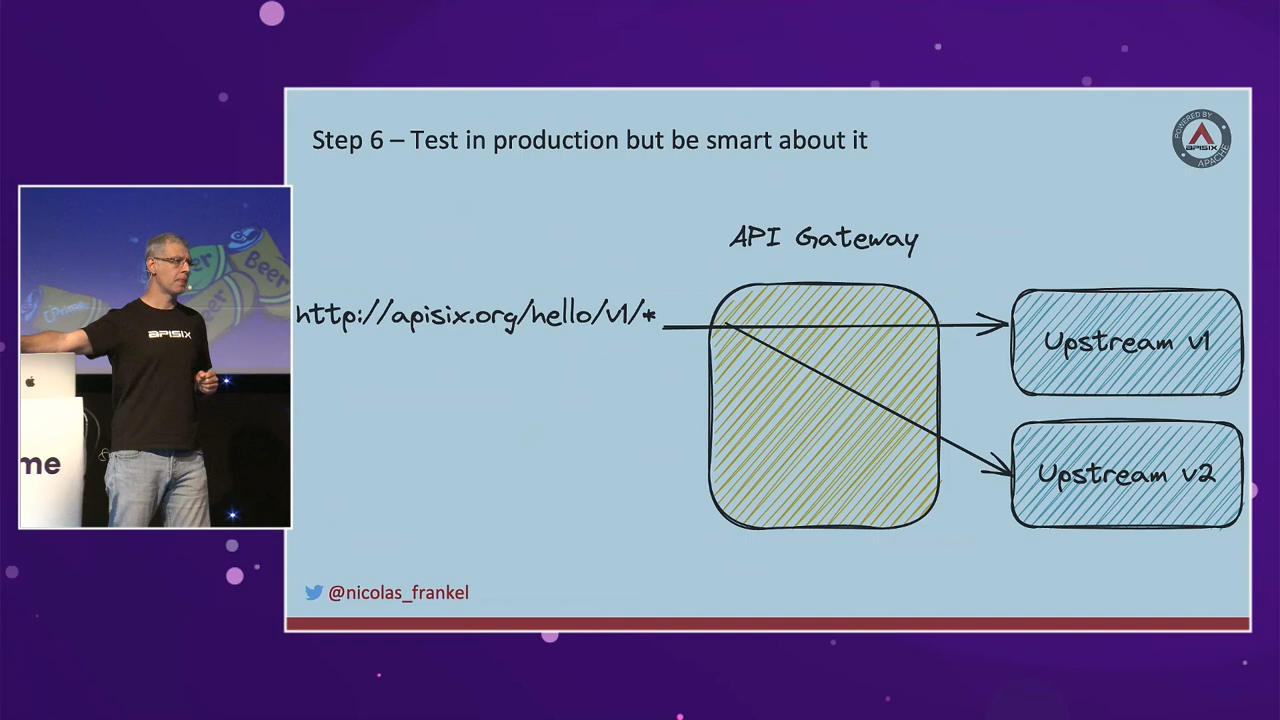 Step 6 – Test in production but be smart about it
POWERED BY
APISIX
APACHE
API Gateway
http://apisix.org/hello/v1/*
Upstream v1
Upstream v2
@nicolas_frankel
Beer
APISIX
me